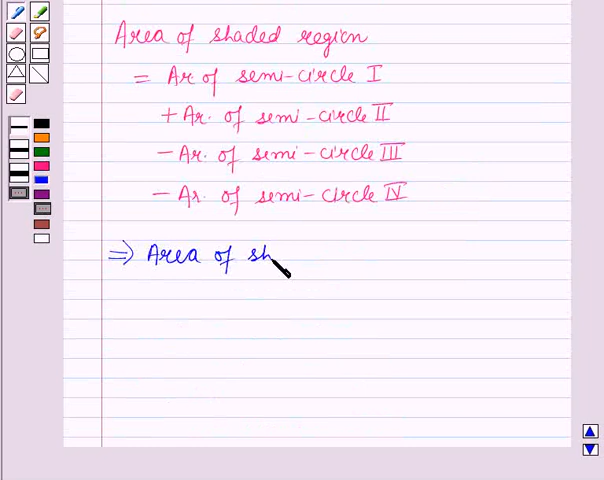 Area of shaded region
= Ar of semi-circle I
+ Ar. of semi-circle II
- Ar. of semi-circle III
- Ar. of semi-circle IV
⇒ Area of sh